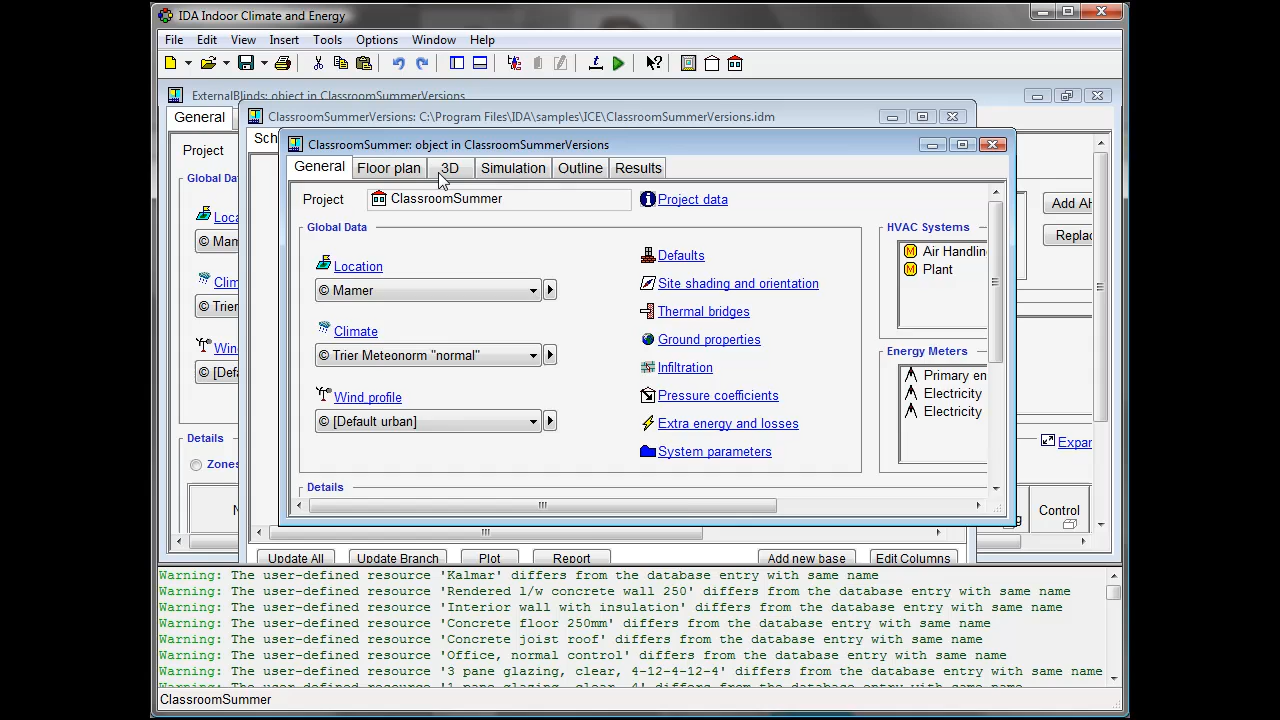 IDA Indoor Climate and Energy
File Edit View Insert Tools Options Window Help
ExternalBlinds: object in ClassroomSummerVersions
General
ClassroomSummerVersions: C:\Program Files\IDA\samples\ICE\ClassroomSummerVersions.idm
ClassroomSummer: object in ClassroomSummerVersions
General Floor plan 3D Simulation Outline Results
Project
Project ClassroomSummer Project data
Global Data HVAC Systems
Defaults Air Handlin
Location Plant
© Mamer Site shading and orientation
Thermal bridges
Climate Ground properties
© Trier Meteonorm "normal" Energy Meters
Infiltration Primary en
Wind profile Pressure coefficients Electricity
© [Default urban] Extra energy and losses Electricity
System parameters
Details
Details
Zones
Expar
Control
Update All Update Branch Plot Report Add new base Edit Columns
Warning: The user-defined resource 'Kalmar' differs from the database entry with same name
Warning: The user-defined resource 'Rendered l/w concrete wall 250' differs from the database entry with same name
Warning: The user-defined resource 'Interior wall with insulation' differs from the database entry with same name
Warning: The user-defined resource 'Concrete floor 250mm' differs from the database entry with same name
Warning: The user-defined resource 'Concrete joist roof' differs from the database entry with same name
Warning: The user-defined resource 'Office, normal control' differs from the database entry with same name
Warning: The user-defined resource '3 pane glazing, clear, 4-12-4-12-4' differs from the database entry with same name
ClassroomSummer